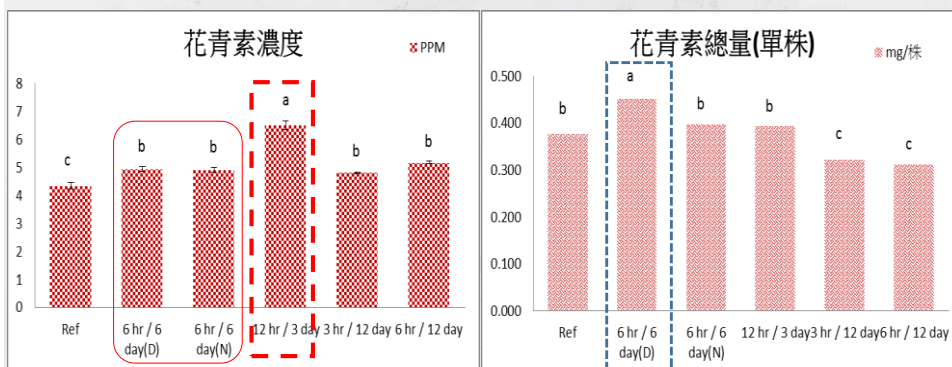 花青素濃度
PPM
8
7
6
5
4
3
2
1
0
c
b
b
a
b
b
Ref
6 hr / 6 day(D)
6 hr / 6 day(N)
12 hr / 3 day
3 hr / 12 day
6 hr / 12 day
花青素總量(單株)
mg/株
0.500
0.400
0.300
0.200
0.100
0.000
b
a
b
b
c
c
Ref
6 hr / 6 day(D)
6 hr / 6 day(N)
12 hr / 3 day
3 hr / 12 day
6 hr / 12 day